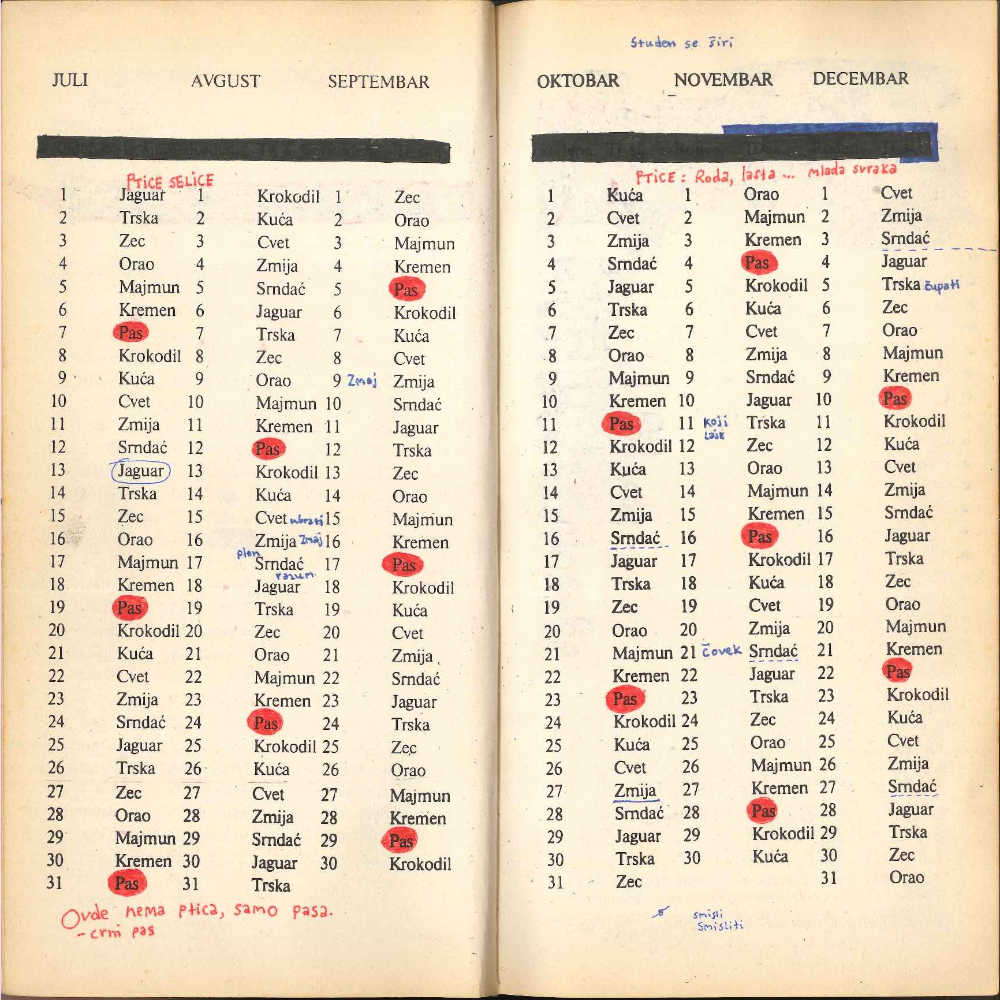 Studen se širi
JULI AVGUST SEPTEMBAR OKTOBAR NOVEMBAR DECEMBAR
PTICE SELICE
PTICE: Roda, lasta ... mlada svraka
1 Jaguar 1 Krokodil 1 Zec
2 Trska 2 Kuća 2 Orao
3 Zec 3 Cvet 3 Majmun
4 Orao 4 Zmija 4 Kremen
5 Majmun 5 Srndać 5 Pas
6 Kremen 6 Jaguar 6 Krokodil
7 Pas 7 Trska 7 Kuća
8 Krokodil 8 Zec 8 Cvet
9 Kuća 9 Orao 9 Zmaj Zmija
10 Cvet 10 Majmun 10 Srndać
11 Zmija 11 Kremen 11 Jaguar
12 Srndać 12 Pas 12 Trska
13 Jaguar 13 Krokodil 13 Zec
14 Trska 14 Kuća 14 Orao
15 Zec 15 Cvet ubrati 15 Majmun
16 Orao 16 Zmija Zmaj 16 Kremen
17 Majmun 17 plen Srndać 17 Pas
razum
18 Kremen 18 Jaguar 18 Krokodil
19 Pas 19 Trska 19 Kuća
20 Krokodil 20 Zec 20 Cvet
21 Kuća 21 Orao 21 Zmija
22 Cvet 22 Majmun 22 Srndać
23 Zmija 23 Kremen 23 Jaguar
24 Srndać 24 Pas 24 Trska
25 Jaguar 25 Krokodil 25 Zec
26 Trska 26 Kuća 26 Orao
27 Zec 27 Cvet 27 Majmun
28 Orao 28 Zmija 28 Kremen
29 Majmun 29 Srndać 29 Pas
30 Kremen 30 Jaguar 30 Krokodil
31 Pas 31 Trska
Ovde nema ptica, samo pasa.
- crni pas
1 Kuća 1 Orao 1 Cvet
2 Cvet 2 Majmun 2 Zmija
3 Zmija 3 Kremen 3 Srndać
4 Srndać 4 Pas 4 Jaguar
5 Jaguar 5 Krokodil 5 Trska čupati
6 Trska 6 Kuća 6 Zec
7 Zec 7 Cvet 7 Orao
8 Orao 8 Zmija 8 Majmun
9 Majmun 9 Srndać 9 Kremen
10 Kremen 10 Jaguar 10 Pas
11 Pas 11 koji Trska 11 Krokodil
laje
12 Krokodil 12 Zec 12 Kuća
13 Kuća 13 Orao 13 Cvet
14 Cvet 14 Majmun 14 Zmija
15 Zmija 15 Kremen 15 Srndać
16 Srndać 16 Pas 16 Jaguar
17 Jaguar 17 Krokodil 17 Trska
18 Trska 18 Kuća 18 Zec
19 Zec 19 Cvet 19 Orao
20 Orao 20 Zmija 20 Majmun
21 Majmun 21 čovek Srndać 21 Kremen
22 Kremen 22 Jaguar 22 Pas
23 Pas 23 Trska 23 Krokodil
24 Krokodil 24 Zec 24 Kuća
25 Kuća 25 Orao 25 Cvet
26 Cvet 26 Majmun 26 Zmija
27 Zmija 27 Kremen 27 Srndać
28 Srndać 28 Pas 28 Jaguar
29 Jaguar 29 Krokodil 29 Trska
30 Trska 30 Kuća 30 Zec
31 Zec 31 Orao
smisli
Smisliti